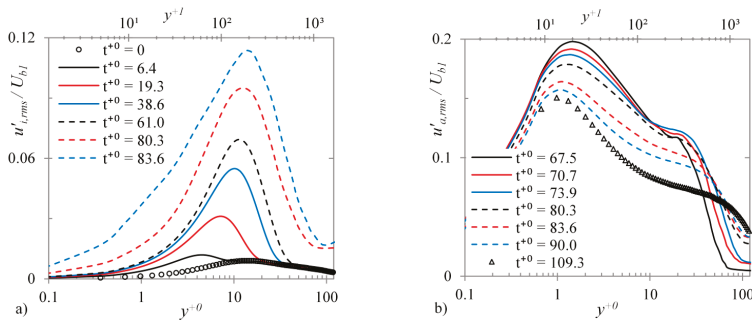 y⁺¹
10¹ 10² 10³
0.12
0.06
0
u'i,rms / Ub1
t⁺⁰ = 0
t⁺⁰ = 6.4
t⁺⁰ = 19.3
t⁺⁰ = 38.6
t⁺⁰ = 61.0
t⁺⁰ = 80.3
t⁺⁰ = 83.6
0.1 1 10 100
a) y⁺⁰
y⁺¹
10¹ 10² 10³
0.2
0.1
0
u'a,rms / Ub1
t⁺⁰ = 67.5
t⁺⁰ = 70.7
t⁺⁰ = 73.9
t⁺⁰ = 80.3
t⁺⁰ = 83.6
t⁺⁰ = 90.0
t⁺⁰ = 109.3
0.1 1 10 100
b) y⁺⁰